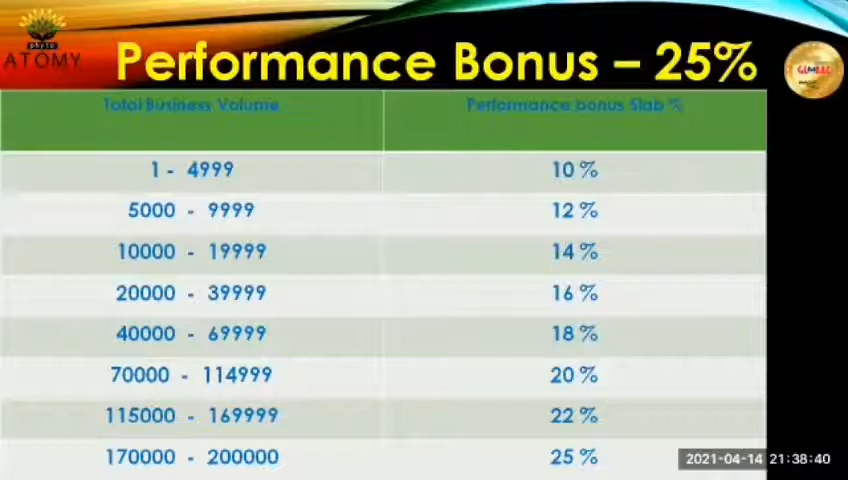 phyto
ATOMY
Performance Bonus – 25%
Total Business Volume Performance bonus Slab %
1 - 4999 10 %
5000 - 9999 12 %
10000 - 19999 14 %
20000 - 39999 16 %
40000 - 69999 18 %
70000 - 114999 20 %
115000 - 169999 22 %
170000 - 200000 25 %
2021-04-14 21:38:40